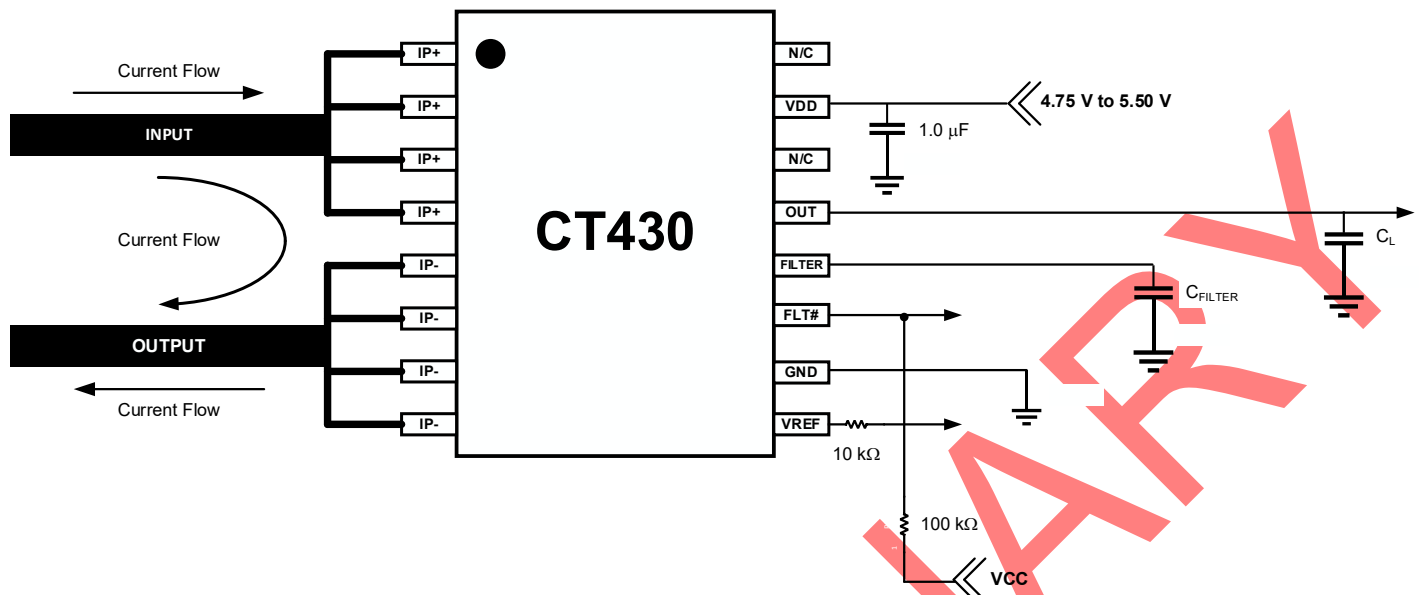 IP+
N/C
Current Flow
IP+
VDD
4.75 V to 5.50 V
INPUT
1.0 μF
IP+
N/C
IP+
OUT
CT430
Current Flow
CL
IP-
FILTER
CFILTER
IP-
FLT#
OUTPUT
IP-
GND
Current Flow
IP-
VREF
10 kΩ
100 kΩ
VCC
ARY